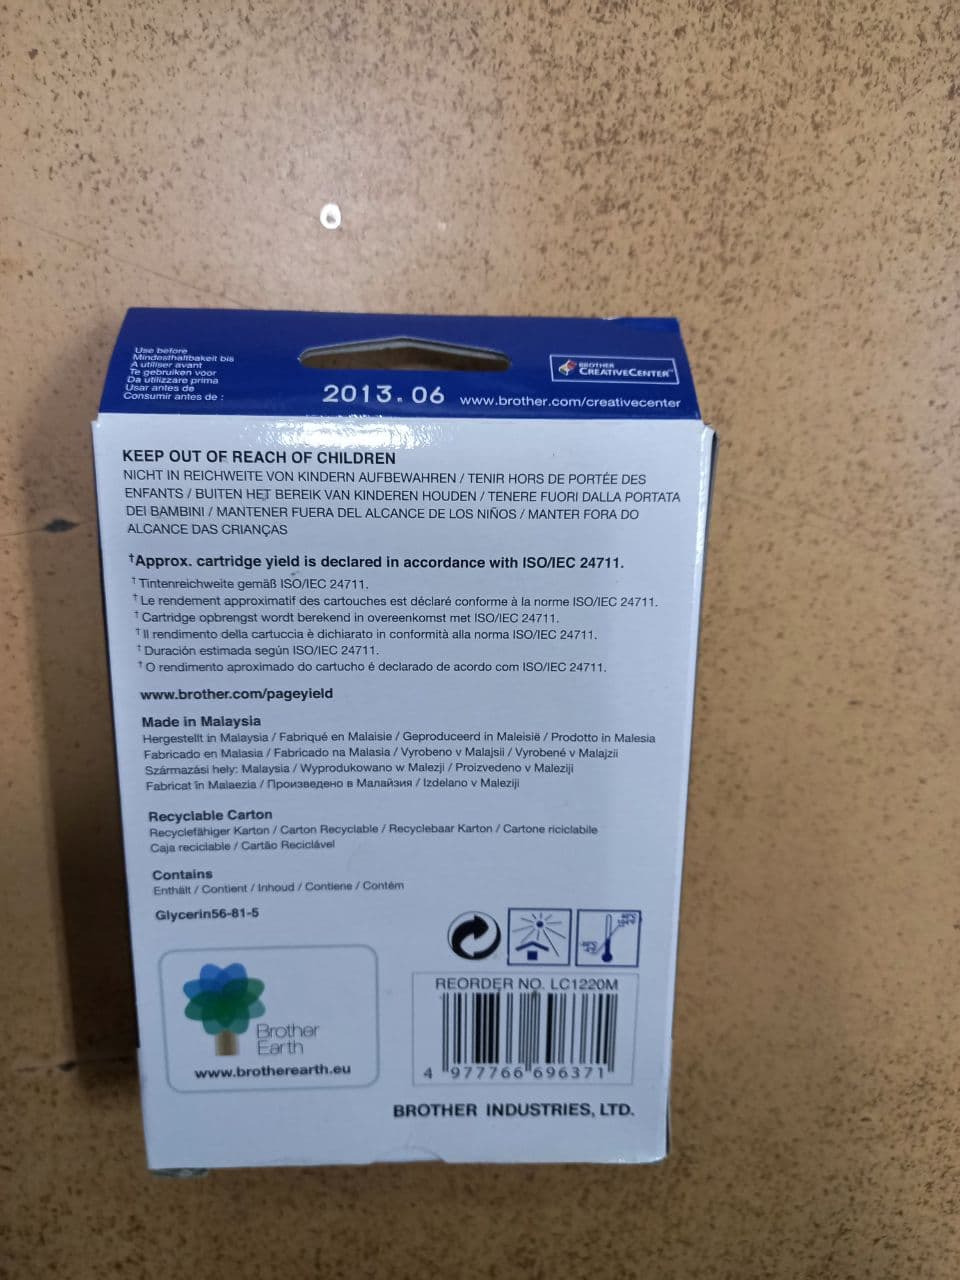 Use before
Mindesthaltbarkeit bis
A utiliser avant
Te gebruiken voor
Da utilizzare prima
Usar antes de
Consumir antes de :
2013. 06
BROTHER
CREATIVECENTER
www.brother.com/creativecenter
KEEP OUT OF REACH OF CHILDREN
NICHT IN REICHWEITE VON KINDERN AUFBEWAHREN / TENIR HORS DE PORTÉE DES
ENFANTS / BUITEN HET BEREIK VAN KINDEREN HOUDEN / TENERE FUORI DALLA PORTATA
DEI BAMBINI / MANTENER FUERA DEL ALCANCE DE LOS NIÑOS / MANTER FORA DO
ALCANCE DAS CRIANÇAS
†Approx. cartridge yield is declared in accordance with ISO/IEC 24711.
†Tintenreichweite gemäß ISO/IEC 24711.
†Le rendement approximatif des cartouches est déclaré conforme à la norme ISO/IEC 24711.
†Cartridge opbrengst wordt berekend in overeenkomst met ISO/IEC 24711.
†Il rendimento della cartuccia è dichiarato in conformità alla norma ISO/IEC 24711.
†Duración estimada según ISO/IEC 24711.
†O rendimento aproximado do cartucho é declarado de acordo com ISO/IEC 24711.
www.brother.com/pageyield
Made in Malaysia
Hergestellt in Malaysia / Fabriqué en Malaisie / Geproduceerd in Maleisië / Prodotto in Malesia
Fabricado en Malasia / Fabricado na Malasia / Vyrobeno v Malajsii / Vyrobené v Malajzii
Származási hely: Malaysia / Wyprodukowano w Malezji / Proizvedeno v Maleziji
Fabricat în Malaezia / Произведено в Малайзия / Izdelano v Maleziji
Recyclable Carton
Recyclefähiger Karton / Carton Recyclable / Recyclebaar Karton / Cartone riciclabile
Caja reciclable / Cartão Reciclável
Contains
Enthält / Contient / Inhoud / Contiene / Contém
Glycerin56-81-5
Brother
Earth
www.brotherearth.eu
REORDER NO. LC1220M
4 977766 696371
BROTHER INDUSTRIES, LTD.